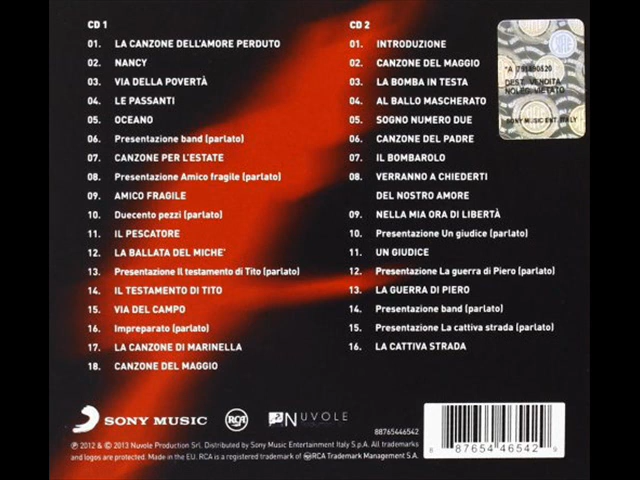 CD 1
01. LA CANZONE DELL'AMORE PERDUTO
02. NANCY
03. VIA DELLA POVERTÀ
04. LE PASSANTI
05. OCEANO
06. Presentazione band (parlato)
07. CANZONE PER L'ESTATE
08. Presentazione Amico fragile (parlato)
09. AMICO FRAGILE
10. Duecento pezzi (parlato)
11. IL PESCATORE
12. LA BALLATA DEL MICHE'
13. Presentazione Il testamento di Tito (parlato)
14. IL TESTAMENTO DI TITO
15. VIA DEL CAMPO
16. Impreparato (parlato)
17. LA CANZONE DI MARINELLA
18. CANZONE DEL MAGGIO
CD 2
01. INTRODUZIONE
02. CANZONE DEL MAGGIO
03. LA BOMBA IN TESTA
04. AL BALLO MASCHERATO
05. SOGNO NUMERO DUE
06. CANZONE DEL PADRE
07. IL BOMBAROLO
08. VERRANNO A CHIEDERTI
DEL NOSTRO AMORE
09. NELLA MIA ORA DI LIBERTÀ
10. Presentazione Un giudice (parlato)
11. UN GIUDICE
12. Presentazione La guerra di Piero (parlato)
13. LA GUERRA DI PIERO
14. Presentazione band (parlato)
15. Presentazione La cattiva strada (parlato)
16. LA CATTIVA STRADA
DEST. VENDITA
NOLEG. VIETATO
SONY MUSIC ENT. ITALY
SONY MUSIC
RCA
NUVOLE
88765446542
8 87654 46542 9
℗ 2012 & © 2013 Nuvole Production Srl. Distributed by Sony Music Entertainment Italy S.p.A. All trademarks
and logos are protected. Made in the EU. RCA is a registered trademark of RCA Trademark Management S.A.